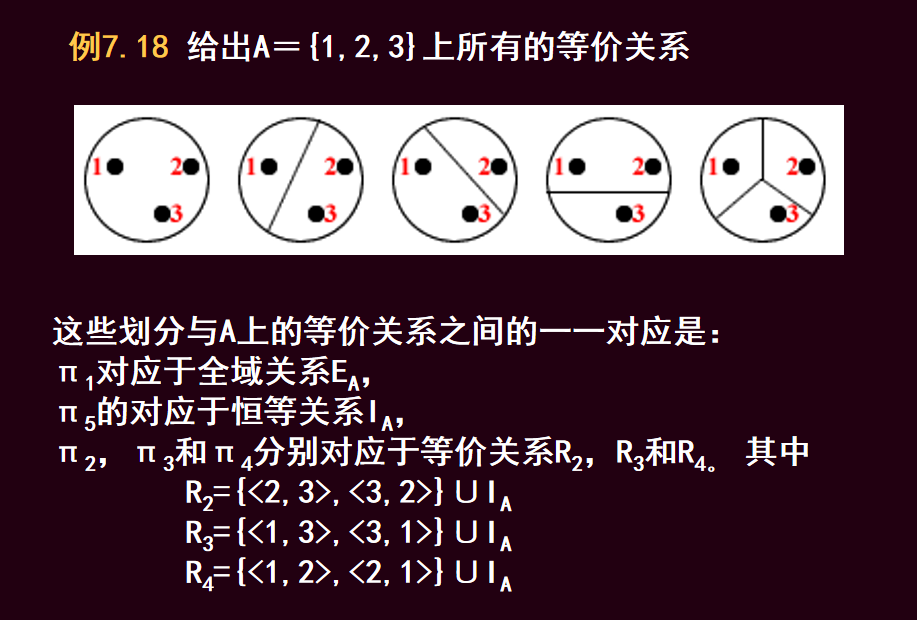 例7.18 给出A＝{1,2,3}上所有的等价关系
1 2 3 1 2 3 1 2 3 1 2 3 1 2 3
这些划分与A上的等价关系之间的一一对应是：
π₁对应于全域关系E_A，
π₅的对应于恒等关系I_A，
π₂，π₃和π₄分别对应于等价关系R₂，R₃和R₄。 其中
R₂={<2,3>,<3,2>}∪I_A
R₃={<1,3>,<3,1>}∪I_A
R₄={<1,2>,<2,1>}∪I_A